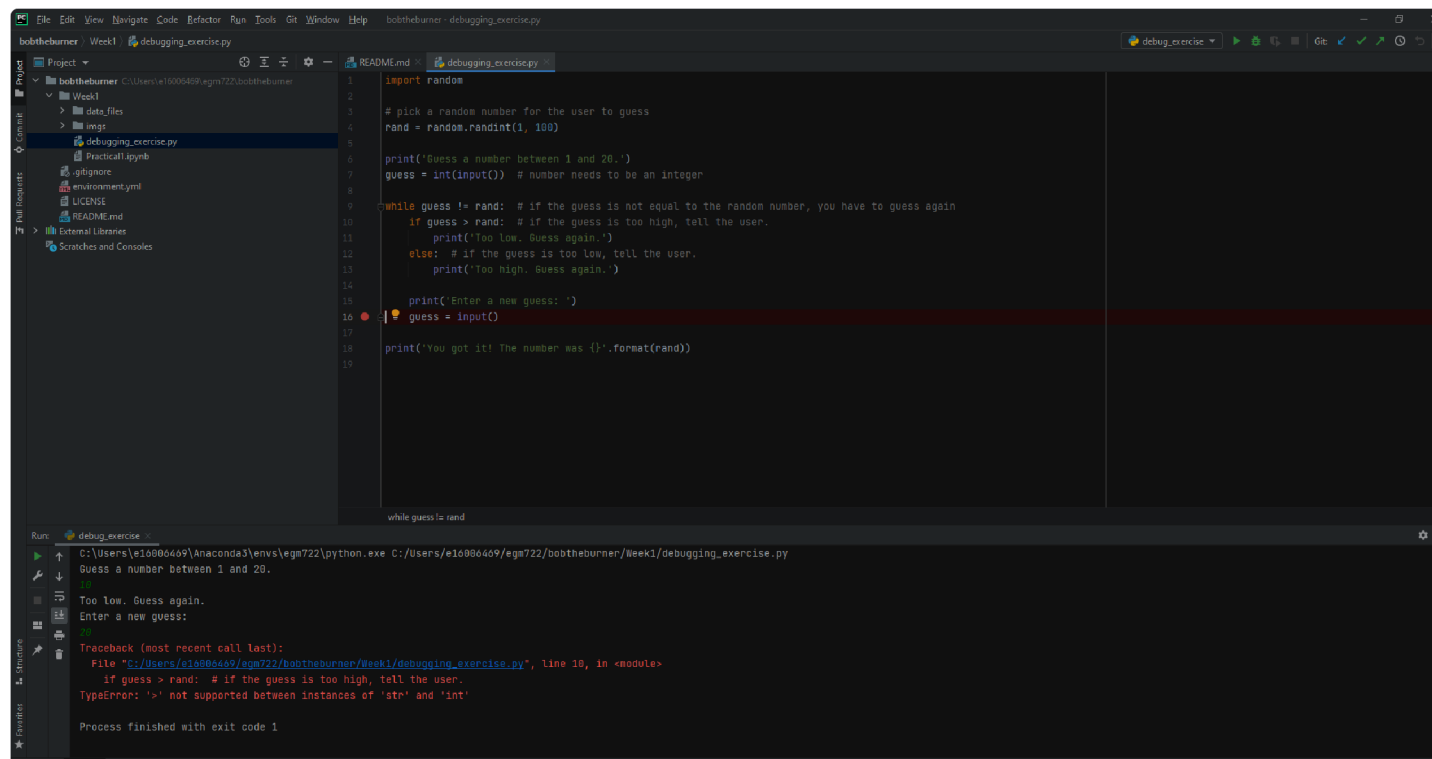 PC File Edit View Navigate Code Refactor Run Tools Git Window Help bobtheburner - debugging_exercise.py
bobtheburner Week1 debugging_exercise.py debug_exercise Git:
Project
Commit
Pull Requests
Project
bobtheburner C:\Users\e16006469\egm722\bobtheburner
Week1
data_files
imgs
debugging_exercise.py
Practical1.ipynb
.gitignore
environment.yml
LICENSE
README.md
External Libraries
Scratches and Consoles
README.md debugging_exercise.py
1 import random
2
3 # pick a random number for the user to guess
4 rand = random.randint(1, 100)
5
6 print('Guess a number between 1 and 20.')
7 guess = int(input()) # number needs to be an integer
8
9 while guess != rand: # if the guess is not equal to the random number, you have to guess again
10 if guess > rand: # if the guess is too high, tell the user.
11 print('Too low. Guess again.')
12 else: # if the guess is too low, tell the user.
13 print('Too high. Guess again.')
14
15 print('Enter a new guess: ')
16 guess = input()
17
18 print('You got it! The number was {}'.format(rand))
19
while guess != rand
Run: debug_exercise
Structure
Favorites
C:\Users\e16006469\Anaconda3\envs\egm722\python.exe C:/Users/e16006469/egm722/bobtheburner/Week1/debugging_exercise.py
Guess a number between 1 and 20.
10
Too low. Guess again.
Enter a new guess:
20
Traceback (most recent call last):
File "C:/Users/e16006469/egm722/bobtheburner/Week1/debugging_exercise.py", line 10, in <module>
if guess > rand: # if the guess is too high, tell the user.
TypeError: '>' not supported between instances of 'str' and 'int'
Process finished with exit code 1